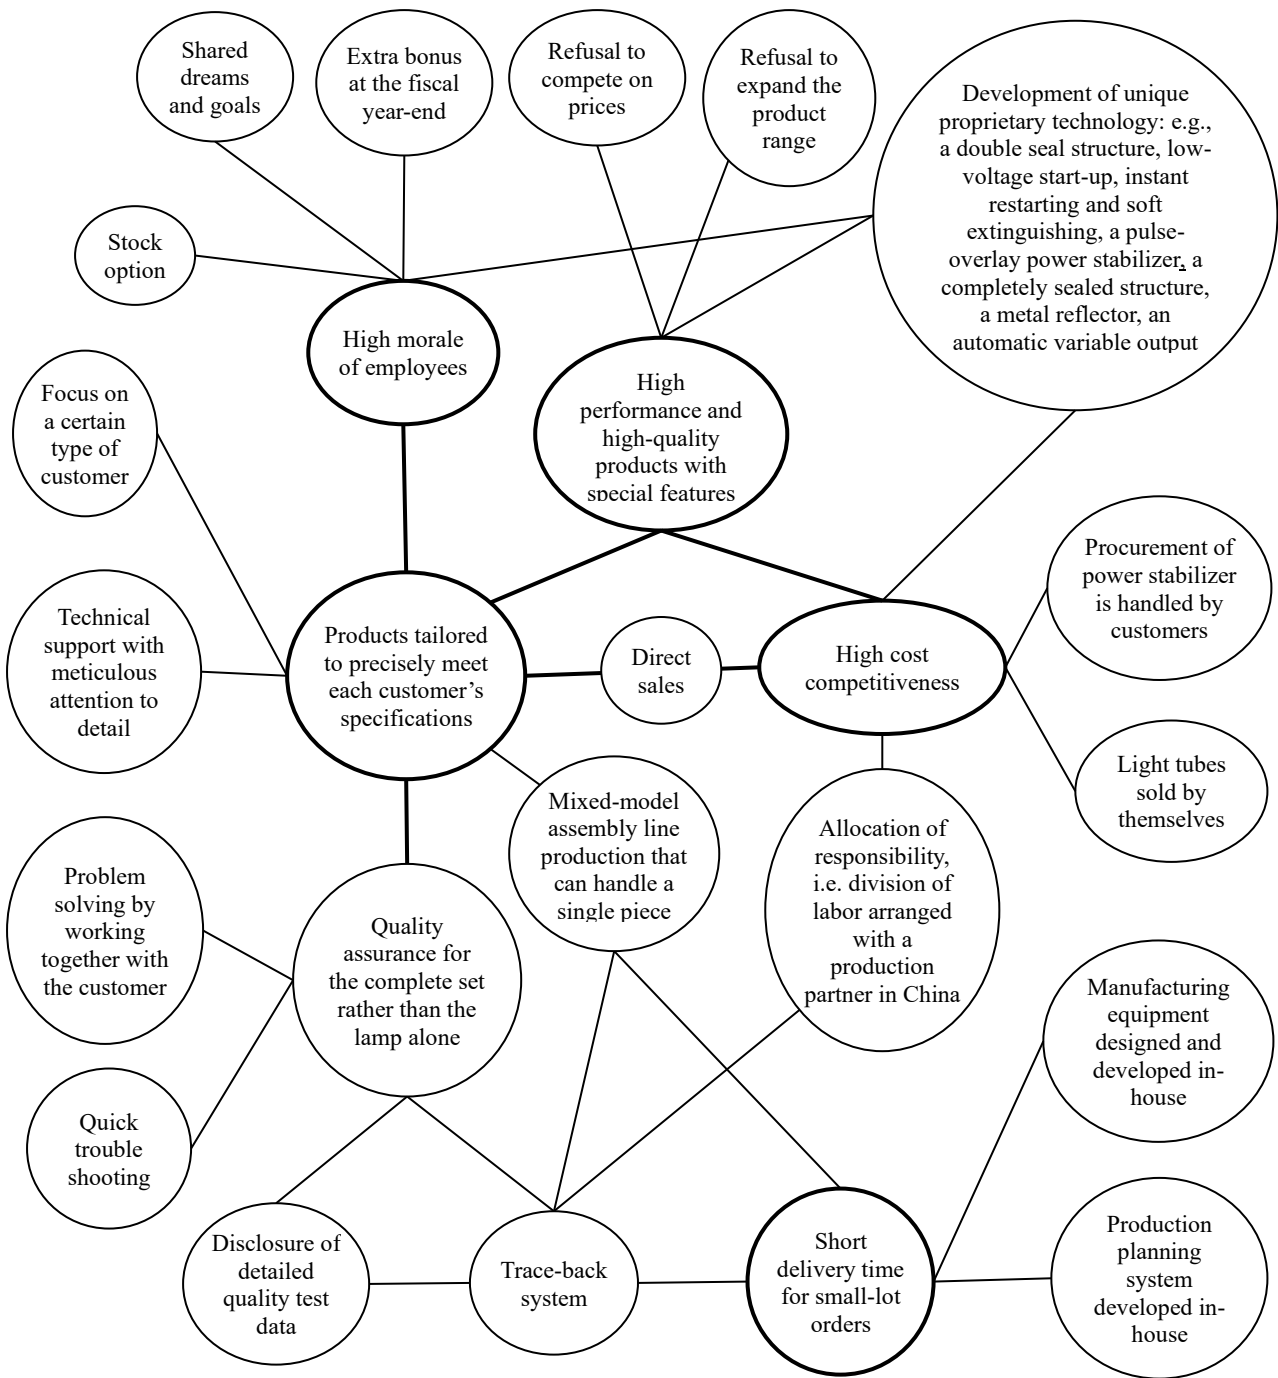 Shared
dreams
and goals
Extra bonus
at the fiscal
year-end
Refusal to
compete on
prices
Refusal to
expand the
product
range
Development of unique
proprietary technology: e.g.,
a double seal structure, low-
voltage start-up, instant
restarting and soft
extinguishing, a pulse-
overlay power stabilizer, a
completely sealed structure,
a metal reflector, an
automatic variable output
Stock
option
High morale
of employees
High
performance and
high-quality
products with
special features
Focus on
a certain
type of
customer
Procurement of
power stabilizer
is handled by
customers
Technical
support with
meticulous
attention to
detail
Products tailored
to precisely meet
each customer’s
specifications
Direct
sales
High cost
competitiveness
Light tubes
sold by
themselves
Mixed-model
assembly line
production that
can handle a
single piece
Allocation of
responsibility,
i.e. division of
labor arranged
with a
production
partner in China
Problem
solving by
working
together with
the customer
Quality
assurance for
the complete set
rather than the
lamp alone
Manufacturing
equipment
designed and
developed in-
house
Quick
trouble
shooting
Disclosure of
detailed
quality test
data
Trace-back
system
Short
delivery time
for small-lot
orders
Production
planning
system
developed in-
house